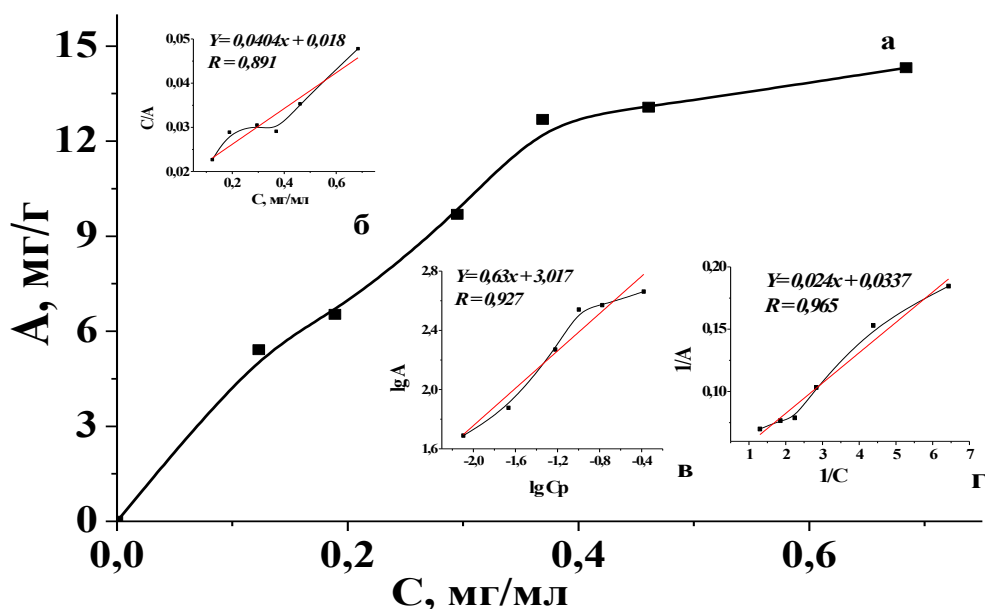 15
12
9
6
3
0
А, мг/г
0,0
0,2
0,4
0,6
С, мг/мл
а
б
в
г
0,05
0,04
0,03
0,02
C/A
Y=0,0404x + 0,018
R = 0,891
0,2
0,4
0,6
С, мг/мл
2,8
2,4
2,0
1,6
lg A
Y=0,63x + 3,017
R = 0,927
-2,0
-1,6
-1,2
-0,8
-0,4
lg Cp
0,20
0,15
0,10
1/A
Y=0,024x+0,0337
R=0,965
1
2
3
4
5
6
7
1/C